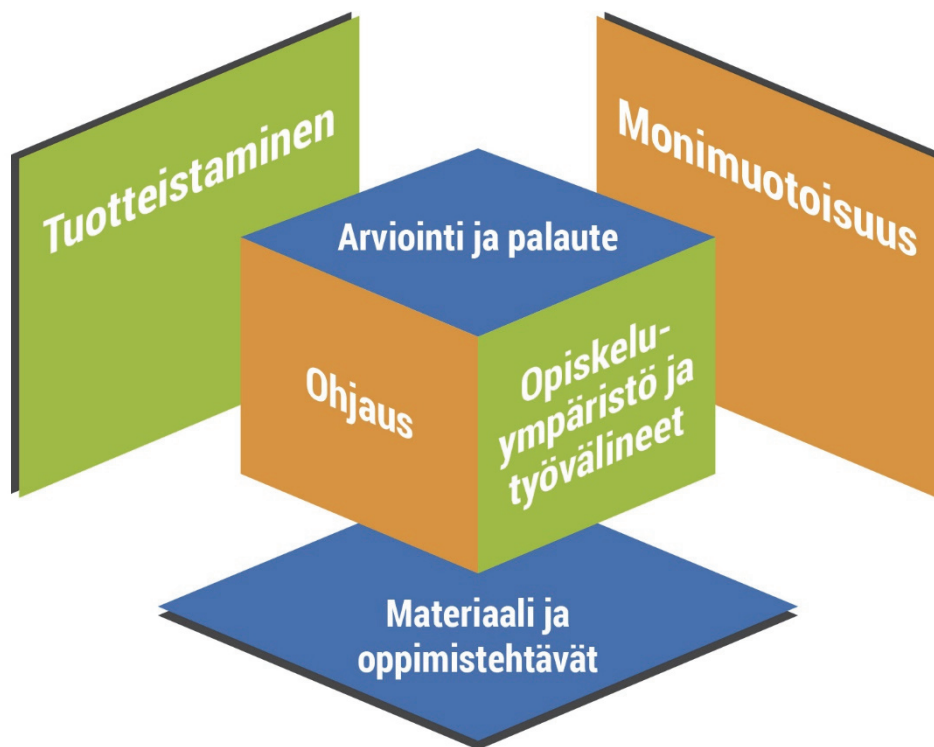 Tuotteistaminen
Monimuotoisuus
Arviointi ja palaute
Ohjaus
Opiskelu-
ympäristö ja
työvälineet
Materiaali ja
oppimistehtävät